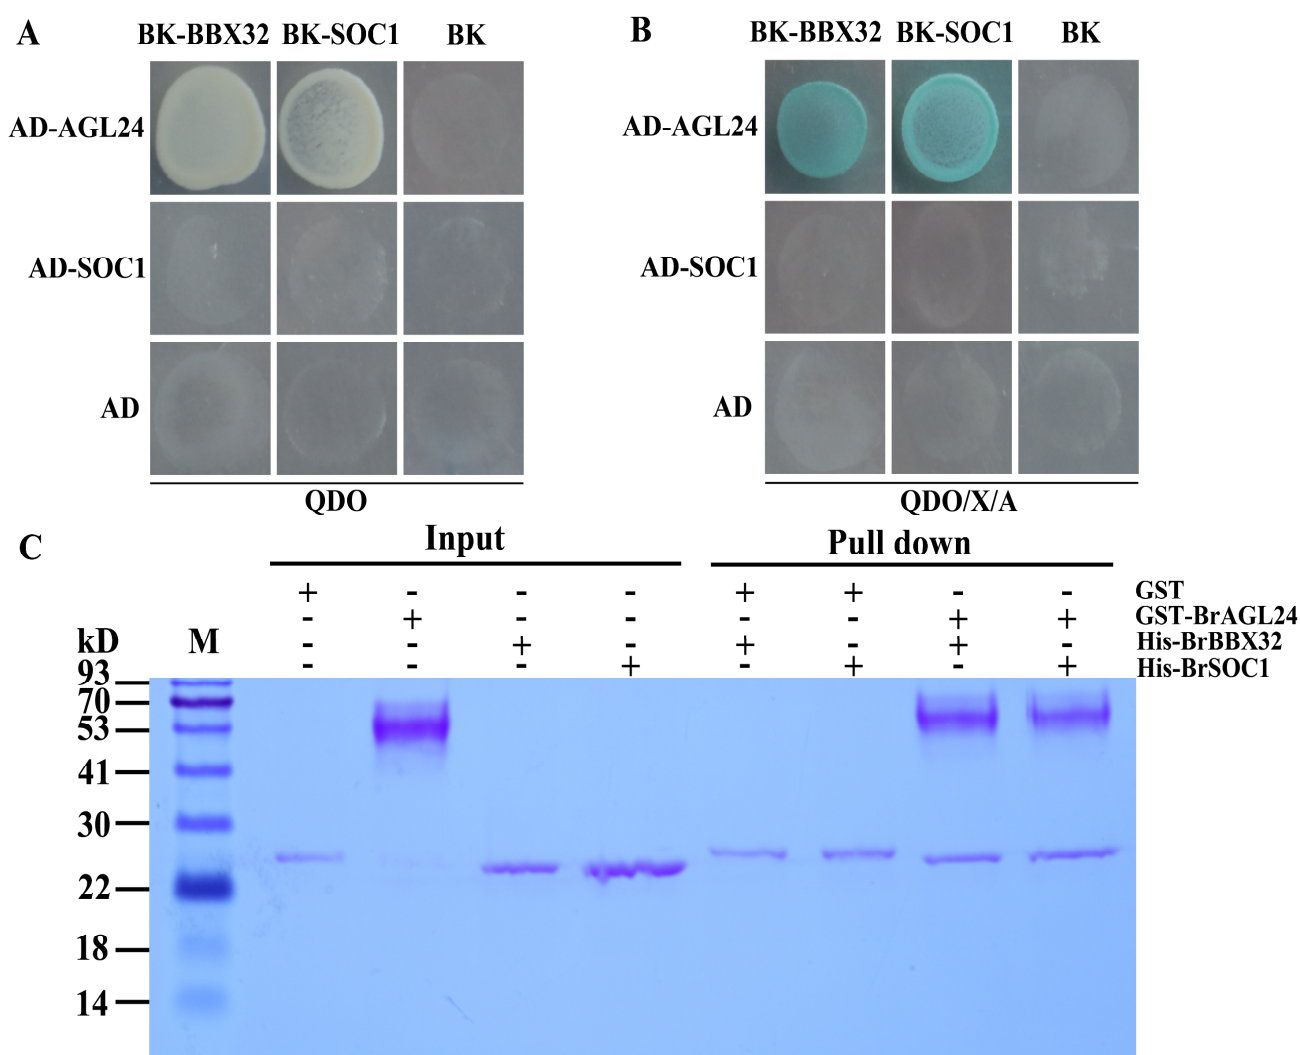 A
BK-BBX32 BK-SOC1 BK
AD-AGL24
AD-SOC1
AD
QDO
B
BK-BBX32 BK-SOC1 BK
AD-AGL24
AD-SOC1
AD
QDO/X/A
C
Input Pull down
+ - - - + + - - GST
- + - - - - + + GST-BrAGL24
- - + - + - + - His-BrBBX32
- - - + - + - + His-BrSOC1
kD M
93
70
53
41
30
22
18
14